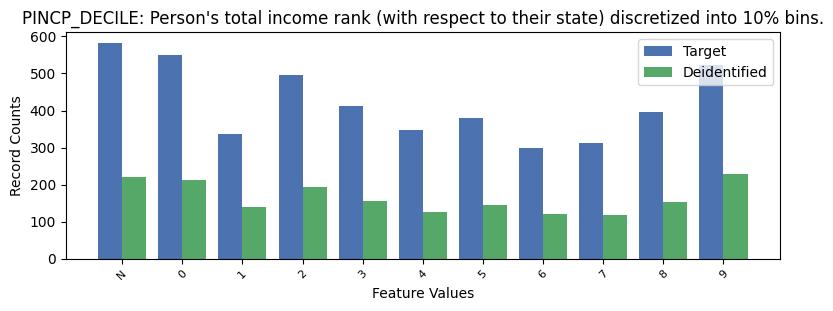 PINCP_DECILE: Person's total income rank (with respect to their state) discretized into 10% bins.
Target
Deidentified
Record Counts
600
500
400
300
200
100
0
N 0 1 2 3 4 5 6 7 8 9
Feature Values